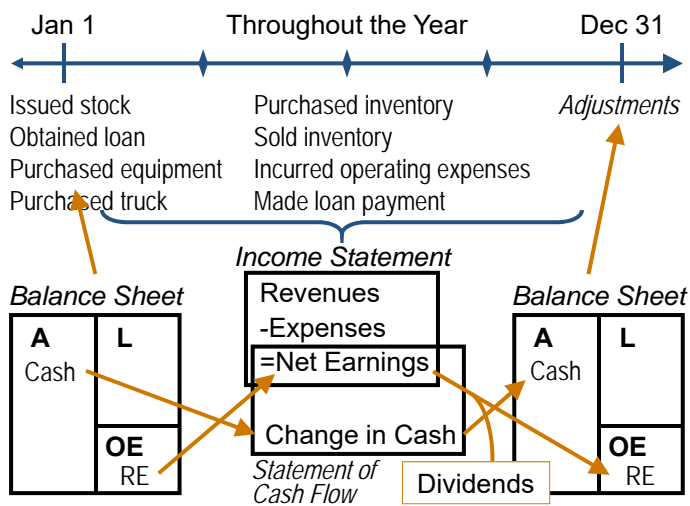 Jan 1
Throughout the Year
Dec 31
Issued stock
Obtained loan
Purchased equipment
Purchased truck
Purchased inventory
Sold inventory
Incurred operating expenses
Made loan payment
Adjustments
Income Statement
Revenues
-Expenses
=Net Earnings
Change in Cash
Statement of
Cash Flow
Balance Sheet
A
L
Cash
OE
RE
Dividends
Balance Sheet
A
L
Cash
OE
RE